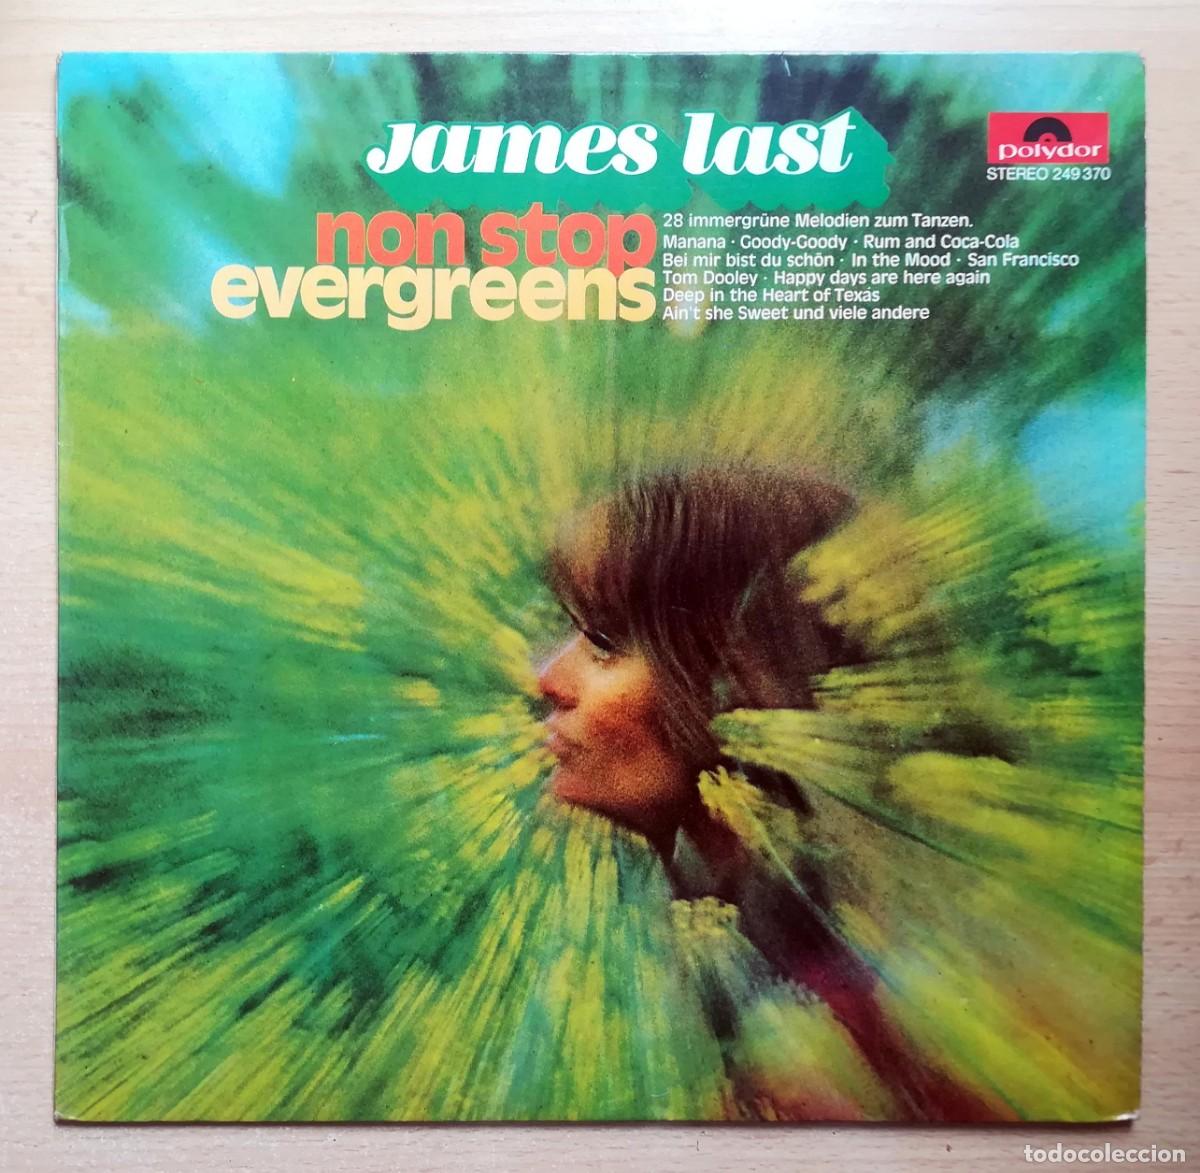 James last
polydor
STEREO 249 370
non stop
evergreens
28 immergrüne Melodien zum Tanzen.
Manana · Goody-Goody · Rum and Coca-Cola
Bei mir bist du schön · In the Mood · San Francisco
Tom Dooley · Happy days are here again
Deep in the Heart of Texas
Ain't she Sweet und viele andere
todocoleccion